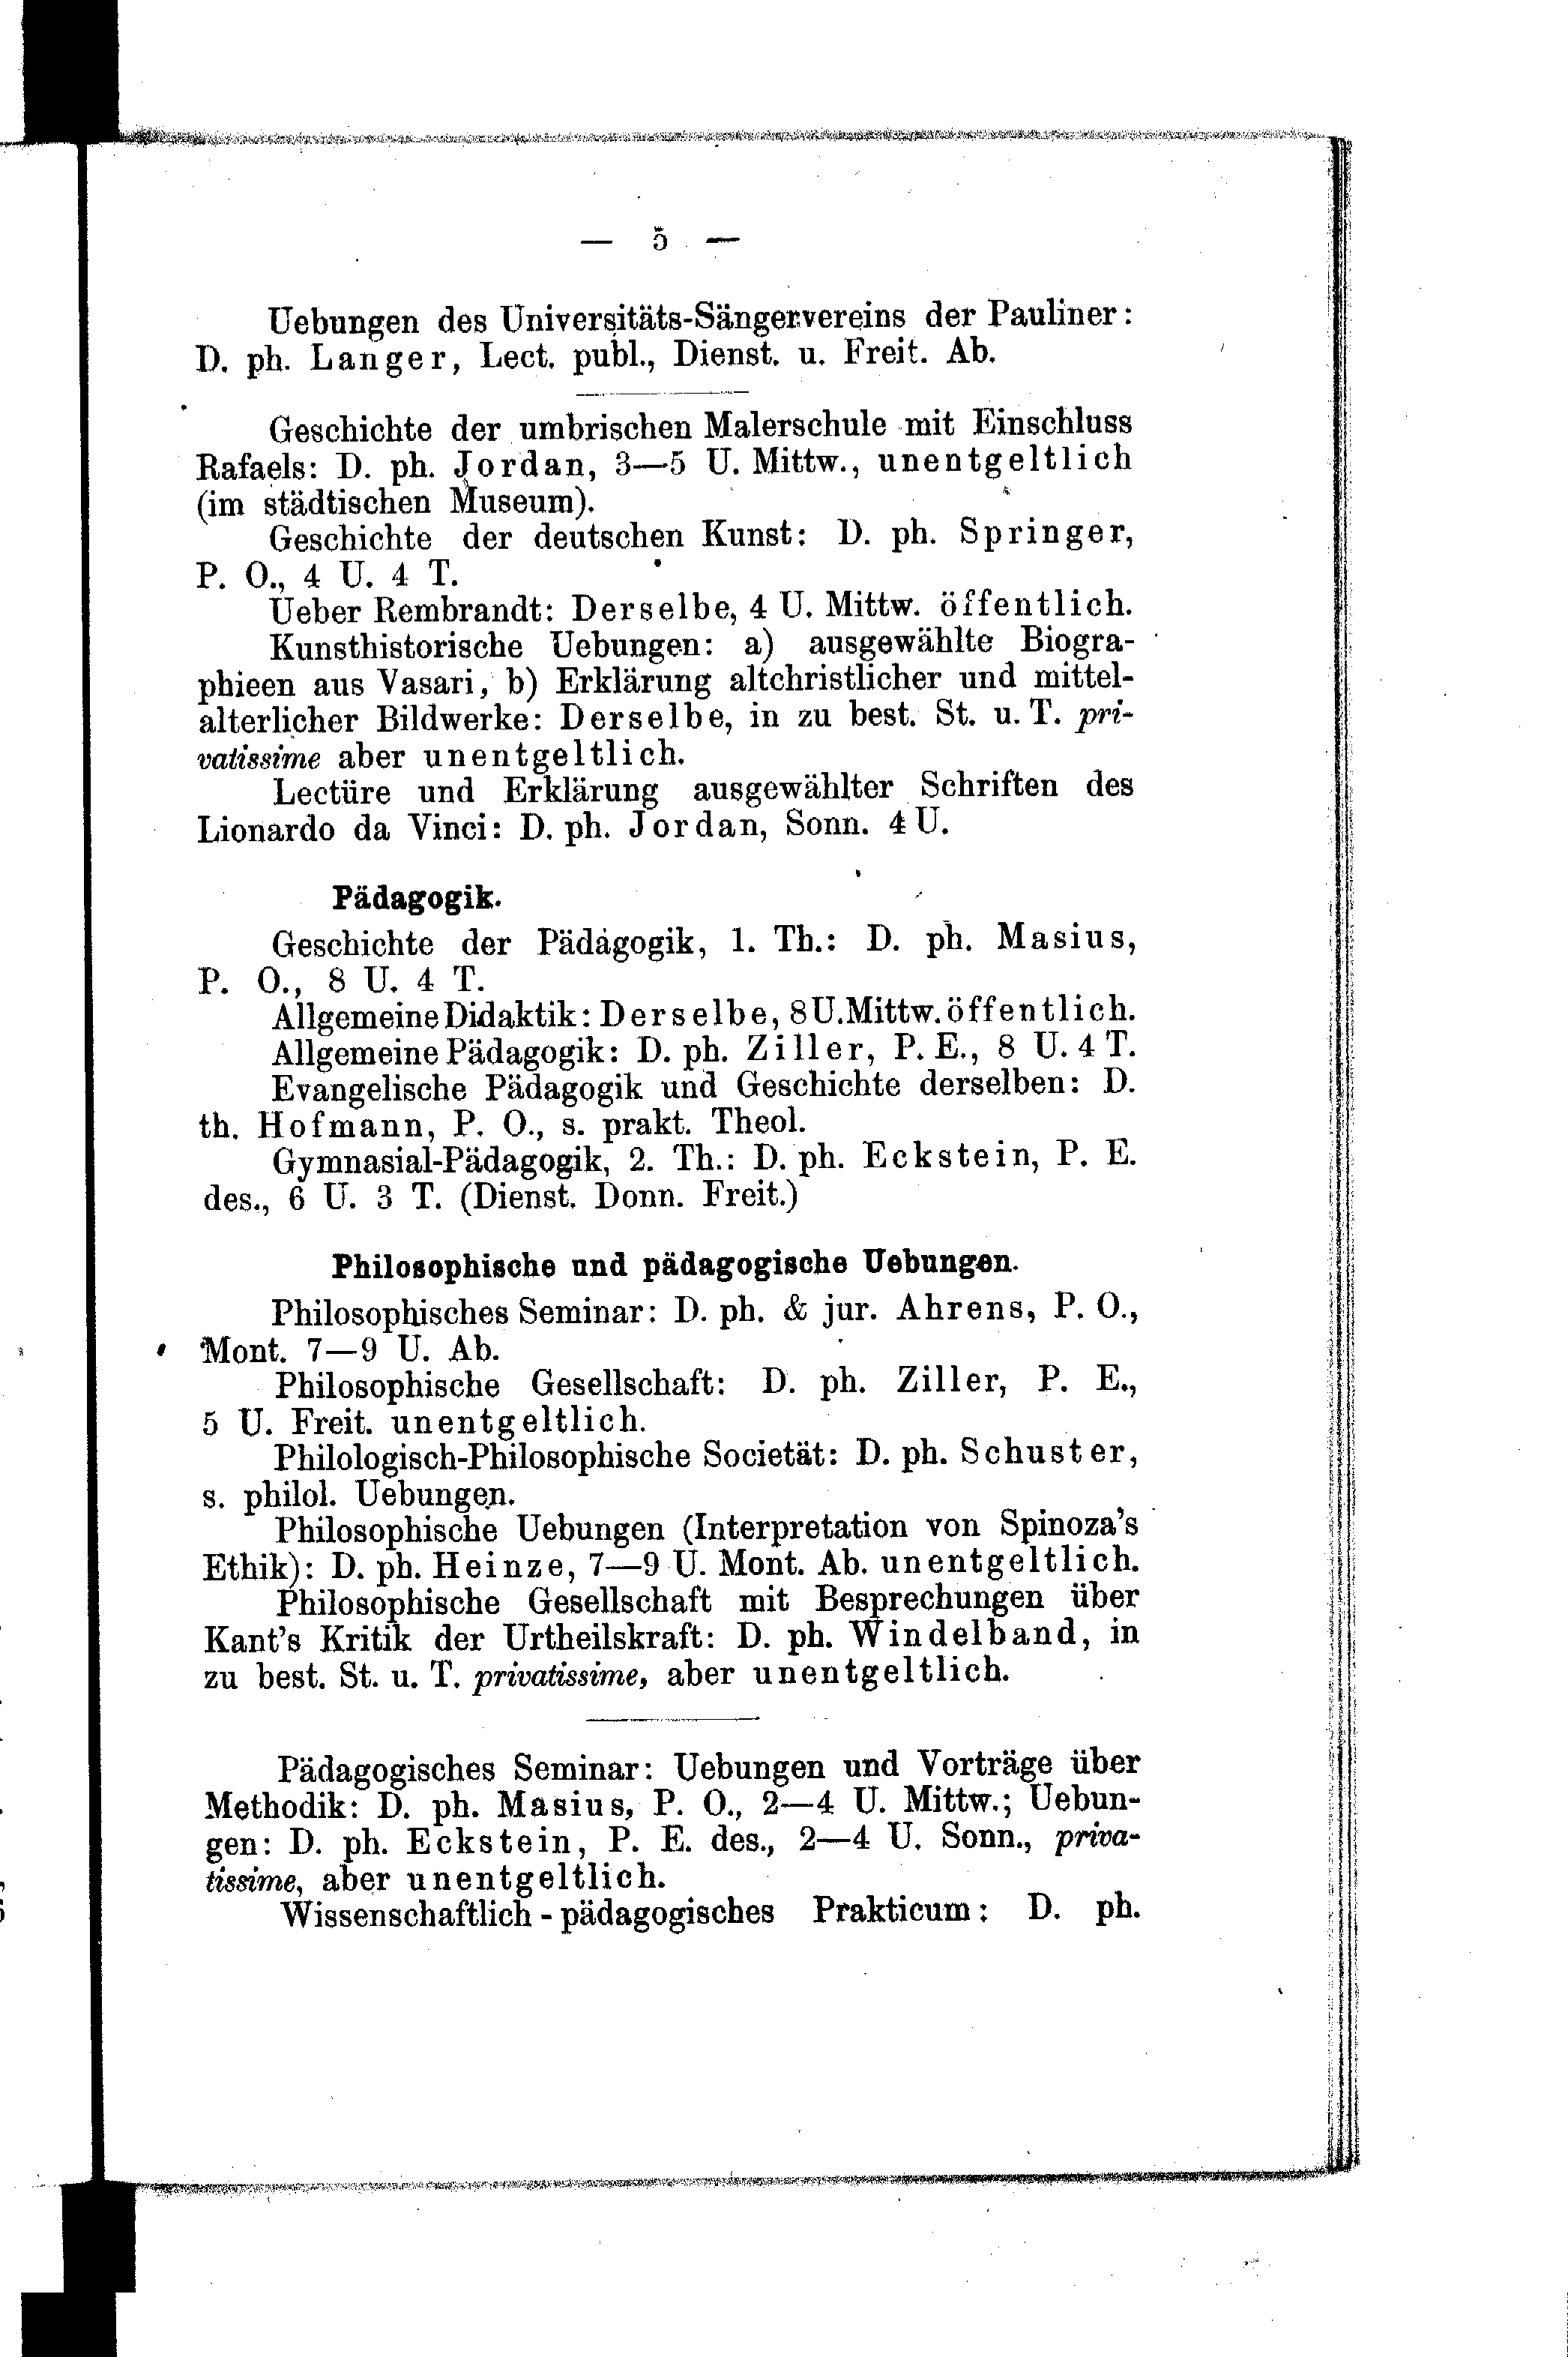 — 5 —
Uebungen des Universitäts-Sängervereins der Pauliner:
D. ph. Langer, Lect. publ., Dienst. u. Freit. Ab.
Geschichte der umbrischen Malerschule mit Einschluss
Rafaels: D. ph. Jordan, 3—5 U. Mittw., unentgeltlich
(im städtischen Museum).
Geschichte der deutschen Kunst: D. ph. Springer,
P. O., 4 U. 4 T.
Ueber Rembrandt: Derselbe, 4 U. Mittw. öffentlich.
Kunsthistorische Uebungen: a) ausgewählte Biogra-
phieen aus Vasari, b) Erklärung altchristlicher und mittel-
alterlicher Bildwerke: Derselbe, in zu best. St. u. T. pri-
vatissime aber unentgeltlich.
Lectüre und Erklärung ausgewählter Schriften des
Lionardo da Vinci: D. ph. Jordan, Sonn. 4 U.
Pädagogik.
Geschichte der Pädagogik, 1. Th.: D. ph. Masius,
P. O., 8 U. 4 T.
Allgemeine Didaktik: Derselbe, 8 U. Mittw. öffentlich.
Allgemeine Pädagogik: D. ph. Ziller, P. E., 8 U. 4 T.
Evangelische Pädagogik und Geschichte derselben: D.
th. Hofmann, P. O., s. prakt. Theol.
Gymnasial-Pädagogik, 2. Th.: D. ph. Eckstein, P. E.
des., 6 U. 3 T. (Dienst. Donn. Freit.)
Philosophische und pädagogische Uebungen.
Philosophisches Seminar: D. ph. & jur. Ahrens, P. O.,
Mont. 7—9 U. Ab.
Philosophische Gesellschaft: D. ph. Ziller, P. E.,
5 U. Freit. unentgeltlich.
Philologisch-Philosophische Societät: D. ph. Schuster,
s. philol. Uebungen.
Philosophische Uebungen (Interpretation von Spinoza's
Ethik): D. ph. Heinze, 7—9 U. Mont. Ab. unentgeltlich.
Philosophische Gesellschaft mit Besprechungen über
Kant's Kritik der Urtheilskraft: D. ph. Windelband, in
zu best. St. u. T. privatissime, aber unentgeltlich.
Pädagogisches Seminar: Uebungen und Vorträge über
Methodik: D. ph. Masius, P. O., 2—4 U. Mittw.; Uebun-
gen: D. ph. Eckstein, P. E. des., 2—4 U. Sonn., priva-
tissime, aber unentgeltlich.
Wissenschaftlich-pädagogisches Prakticum: D. ph.